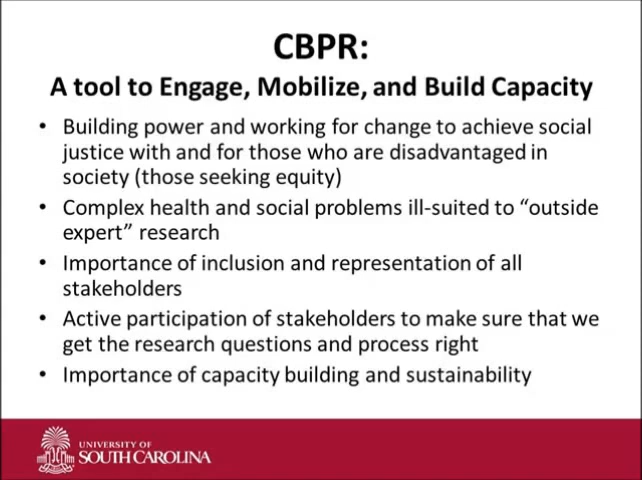 CBPR:
A tool to Engage, Mobilize, and Build Capacity
• Building power and working for change to achieve social
justice with and for those who are disadvantaged in
society (those seeking equity)
• Complex health and social problems ill-suited to “outside
expert” research
• Importance of inclusion and representation of all
stakeholders
• Active participation of stakeholders to make sure that we
get the research questions and process right
• Importance of capacity building and sustainability
UNIVERSITY OF
SOUTH CAROLINA